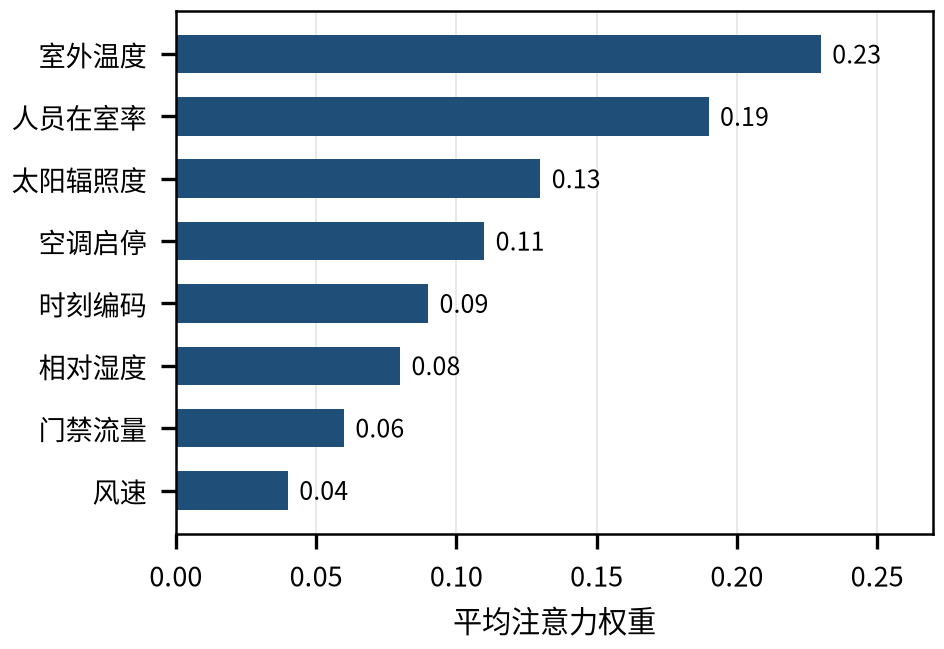 室外温度 0.23
人员在室率 0.19
太阳辐照度 0.13
空调启停 0.11
时刻编码 0.09
相对湿度 0.08
门禁流量 0.06
风速 0.04
0.00 0.05 0.10 0.15 0.20 0.25
平均注意力权重